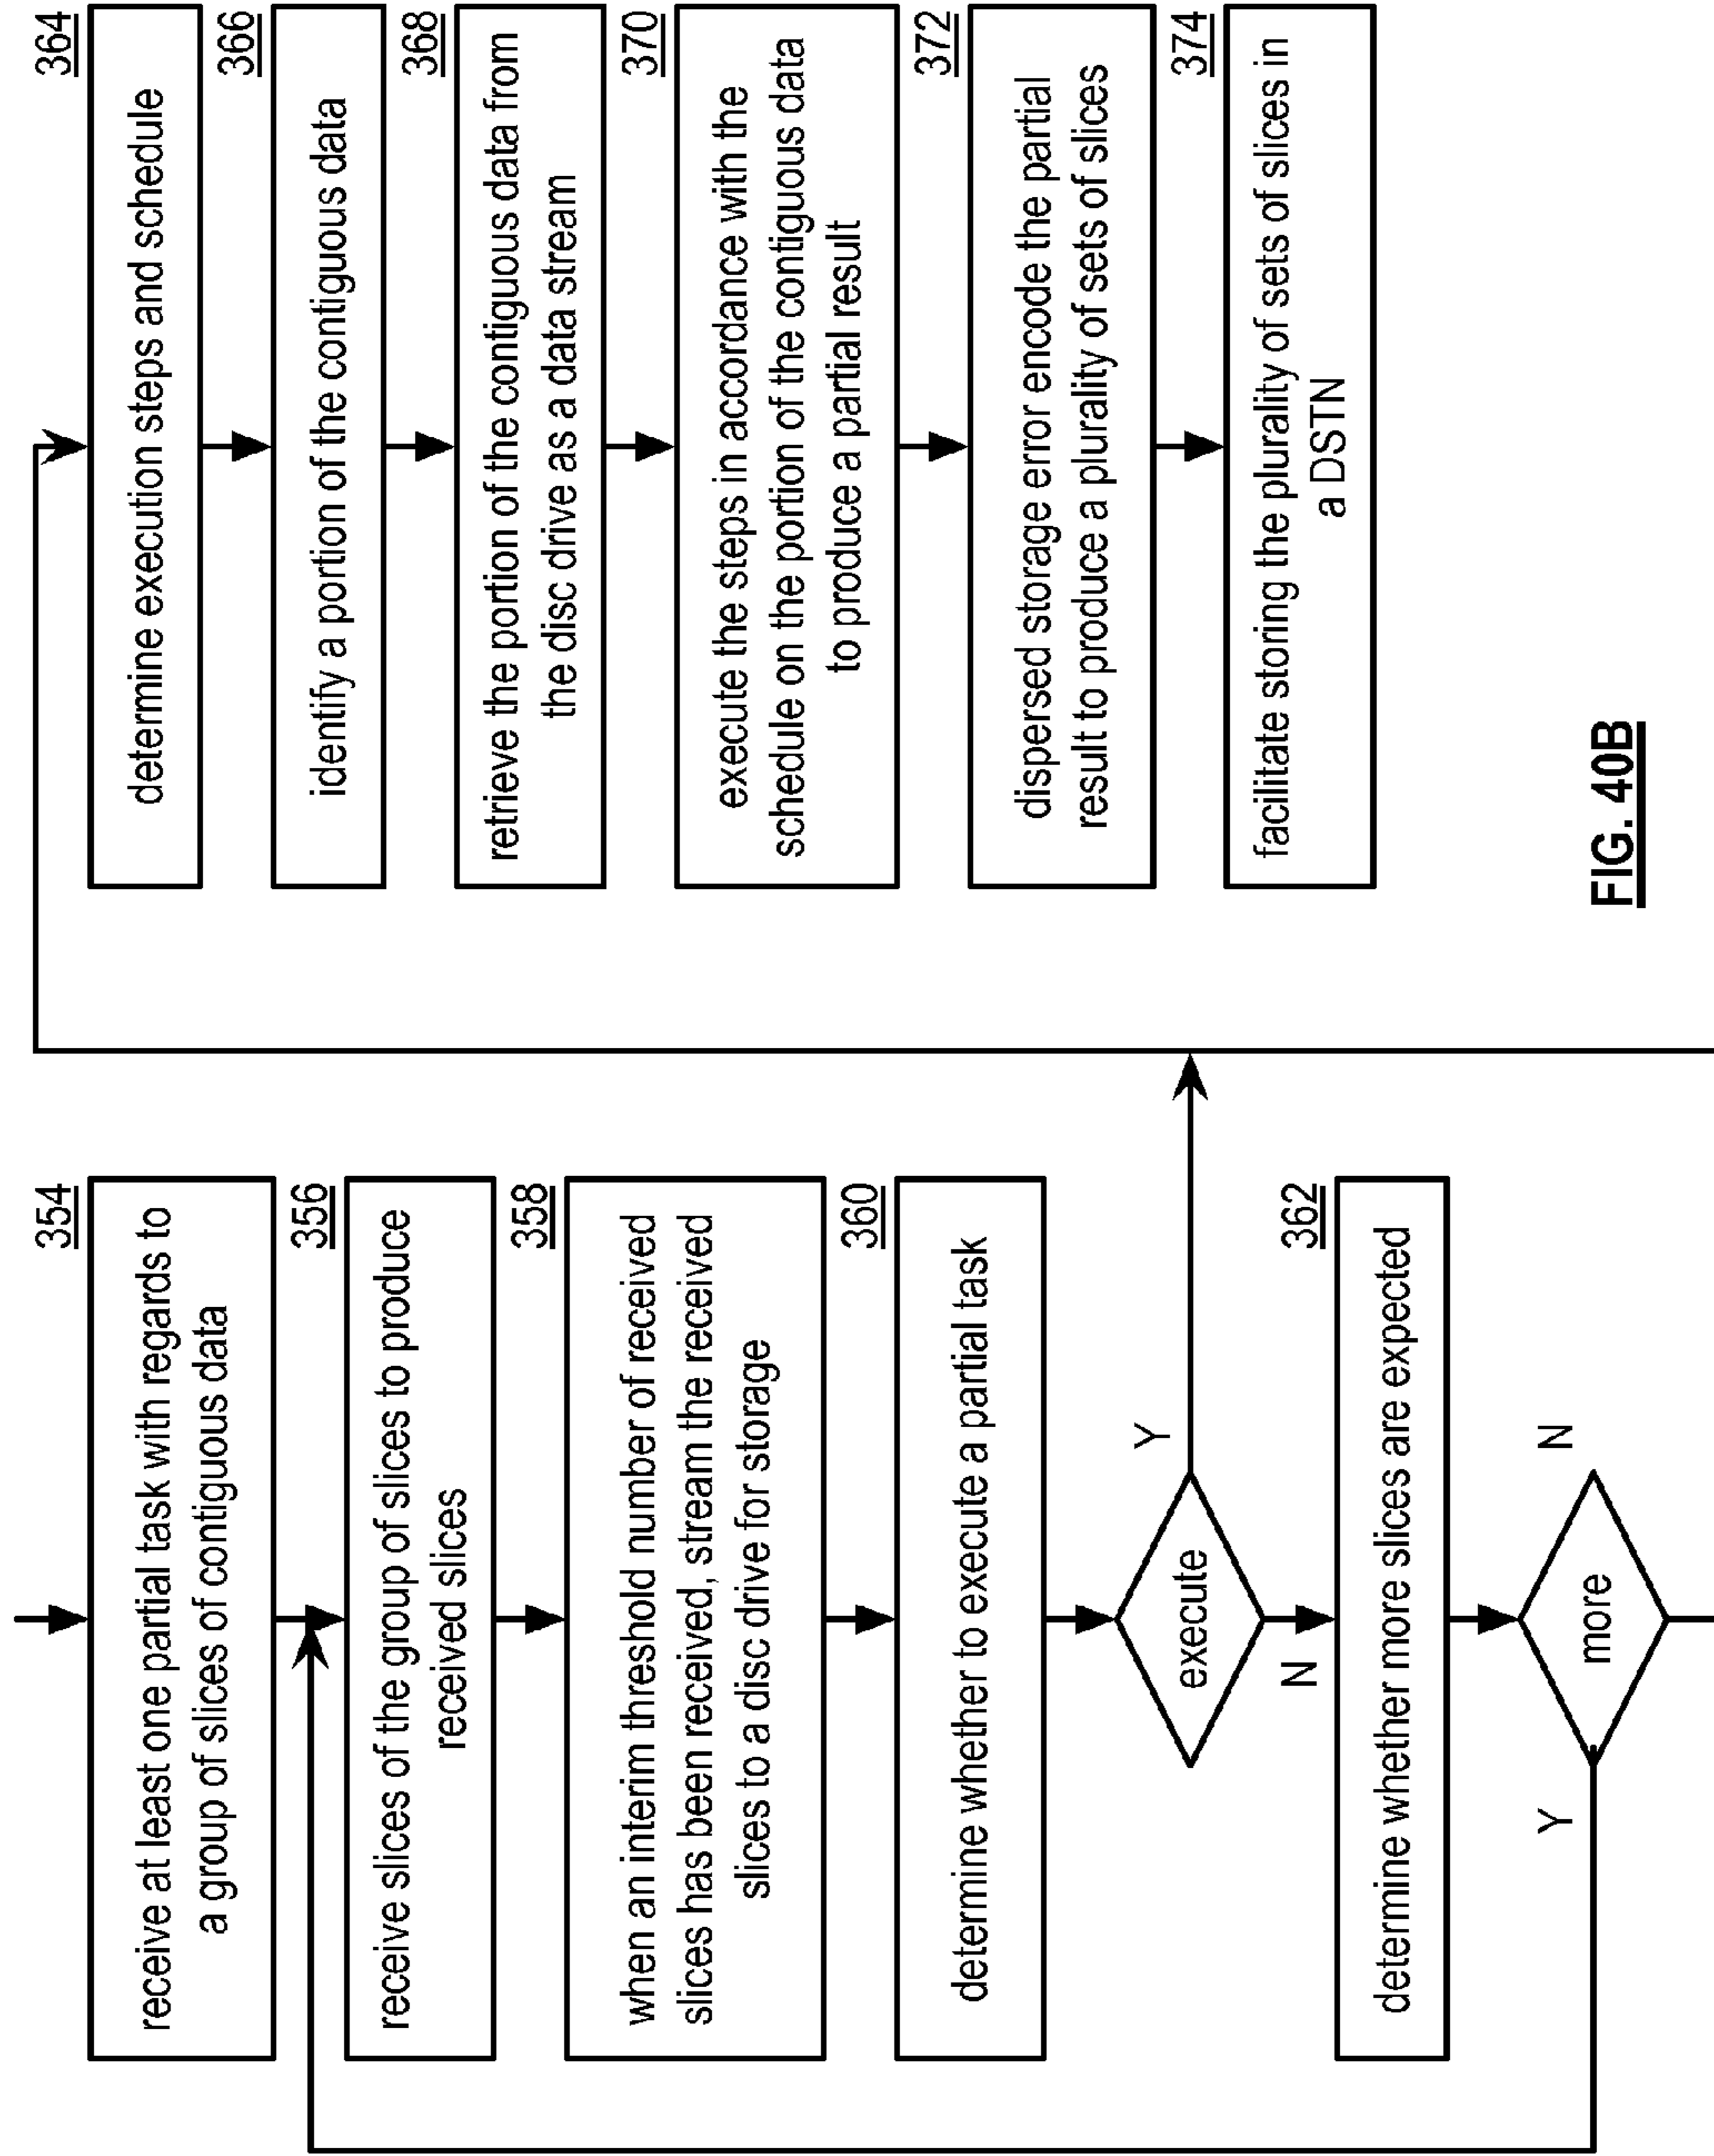 354
receive at least one partial task with regards to
a group of slices of contiguous data
356
receive slices of the group of slices to produce
received slices
358
when an interim threshold number of received
slices has been received, stream the received
slices to a disc drive for storage
360
determine whether to execute a partial task
execute
Y
N
362
determine whether more slices are expected
more
Y
N
364
determine execution steps and schedule
366
identify a portion of the contiguous data
368
retrieve the portion of the contiguous data from
the disc drive as a data stream
370
execute the steps in accordance with the
schedule on the portion of the contiguous data
to produce a partial result
372
dispersed storage error encode the partial
result to produce a plurality of sets of slices
374
facilitate storing the plurality of sets of slices in
a DSTN
FIG. 40B